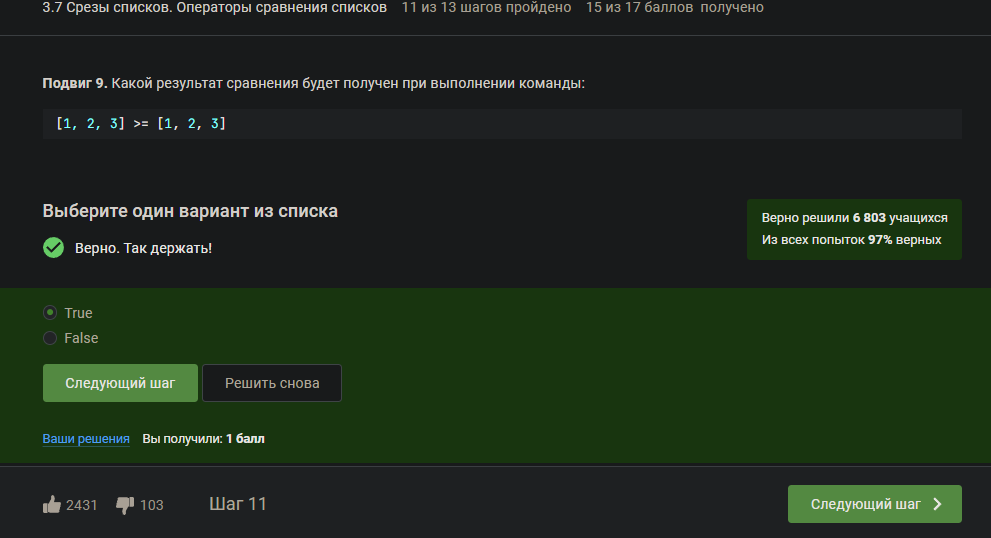 3.7 Срезы списков. Операторы сравнения списков 11 из 13 шагов пройдено 15 из 17 баллов получено
Подвиг 9. Какой результат сравнения будет получен при выполнении команды:
[1, 2, 3] >= [1, 2, 3]
Выберите один вариант из списка
Верно. Так держать!
Верно решили 6 803 учащихся
Из всех попыток 97% верных
True
False
Следующий шаг Решить снова
Ваши решения Вы получили: 1 балл
2431 103 Шаг 11 Следующий шаг